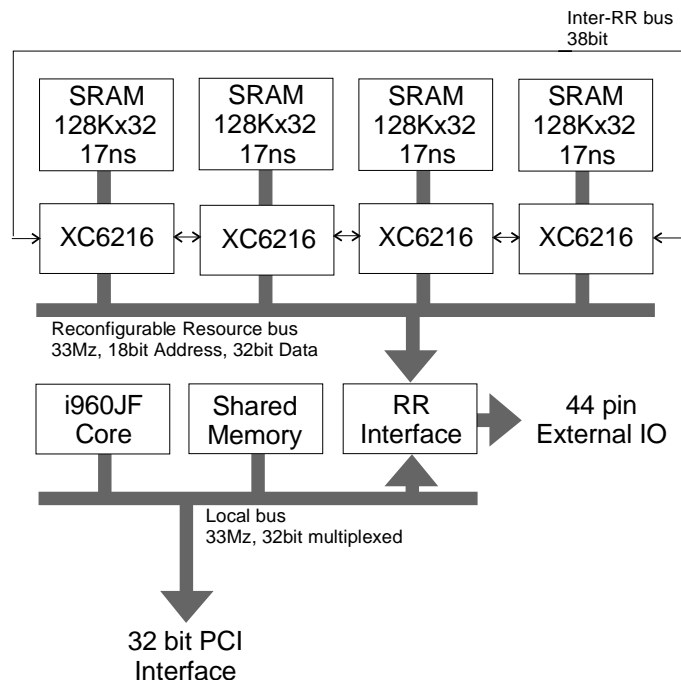 Inter-RR bus
38bit
SRAM
128Kx32
17ns
SRAM
128Kx32
17ns
SRAM
128Kx32
17ns
SRAM
128Kx32
17ns
XC6216
XC6216
XC6216
XC6216
Reconfigurable Resource bus
33Mz, 18bit Address, 32bit Data
i960JF
Core
Shared
Memory
RR
Interface
44 pin
External IO
Local bus
33Mz, 32bit multiplexed
32 bit PCI
Interface